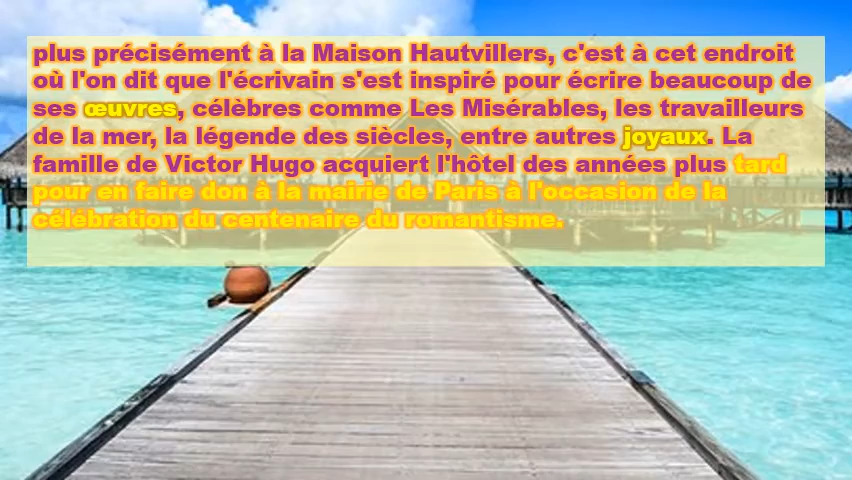 plus précisément à la Maison Hautvillers, c'est à cet endroit
où l'on dit que l'écrivain s'est inspiré pour écrire beaucoup de
ses œuvres, célèbres comme Les Misérables, les travailleurs
de la mer, la légende des siècles, entre autres joyaux. La
famille de Victor Hugo acquiert l'hôtel des années plus tard
pour en faire don à la mairie de Paris à l'occasion de la
célébration du centenaire du romantisme.